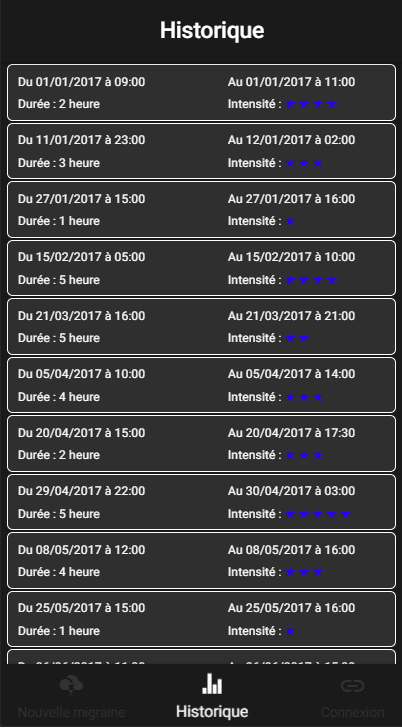 Historique
Du 01/01/2017 à 09:00 Au 01/01/2017 à 11:00
Durée : 2 heure Intensité : ★★★★
Du 11/01/2017 à 23:00 Au 12/01/2017 à 02:00
Durée : 3 heure Intensité : ★★★
Du 27/01/2017 à 15:00 Au 27/01/2017 à 16:00
Durée : 1 heure Intensité : ★
Du 15/02/2017 à 05:00 Au 15/02/2017 à 10:00
Durée : 5 heure Intensité : ★★★★
Du 21/03/2017 à 16:00 Au 21/03/2017 à 21:00
Durée : 5 heure Intensité : ★★
Du 05/04/2017 à 10:00 Au 05/04/2017 à 14:00
Durée : 4 heure Intensité : ★★★
Du 20/04/2017 à 15:00 Au 20/04/2017 à 17:30
Durée : 2 heure Intensité : ★★★
Du 29/04/2017 à 22:00 Au 30/04/2017 à 03:00
Durée : 5 heure Intensité : ★★★★★
Du 08/05/2017 à 12:00 Au 08/05/2017 à 16:00
Durée : 4 heure Intensité : ★★★
Du 25/05/2017 à 15:00 Au 25/05/2017 à 16:00
Durée : 1 heure Intensité : ★
Nouvelle migraine Historique Connexion